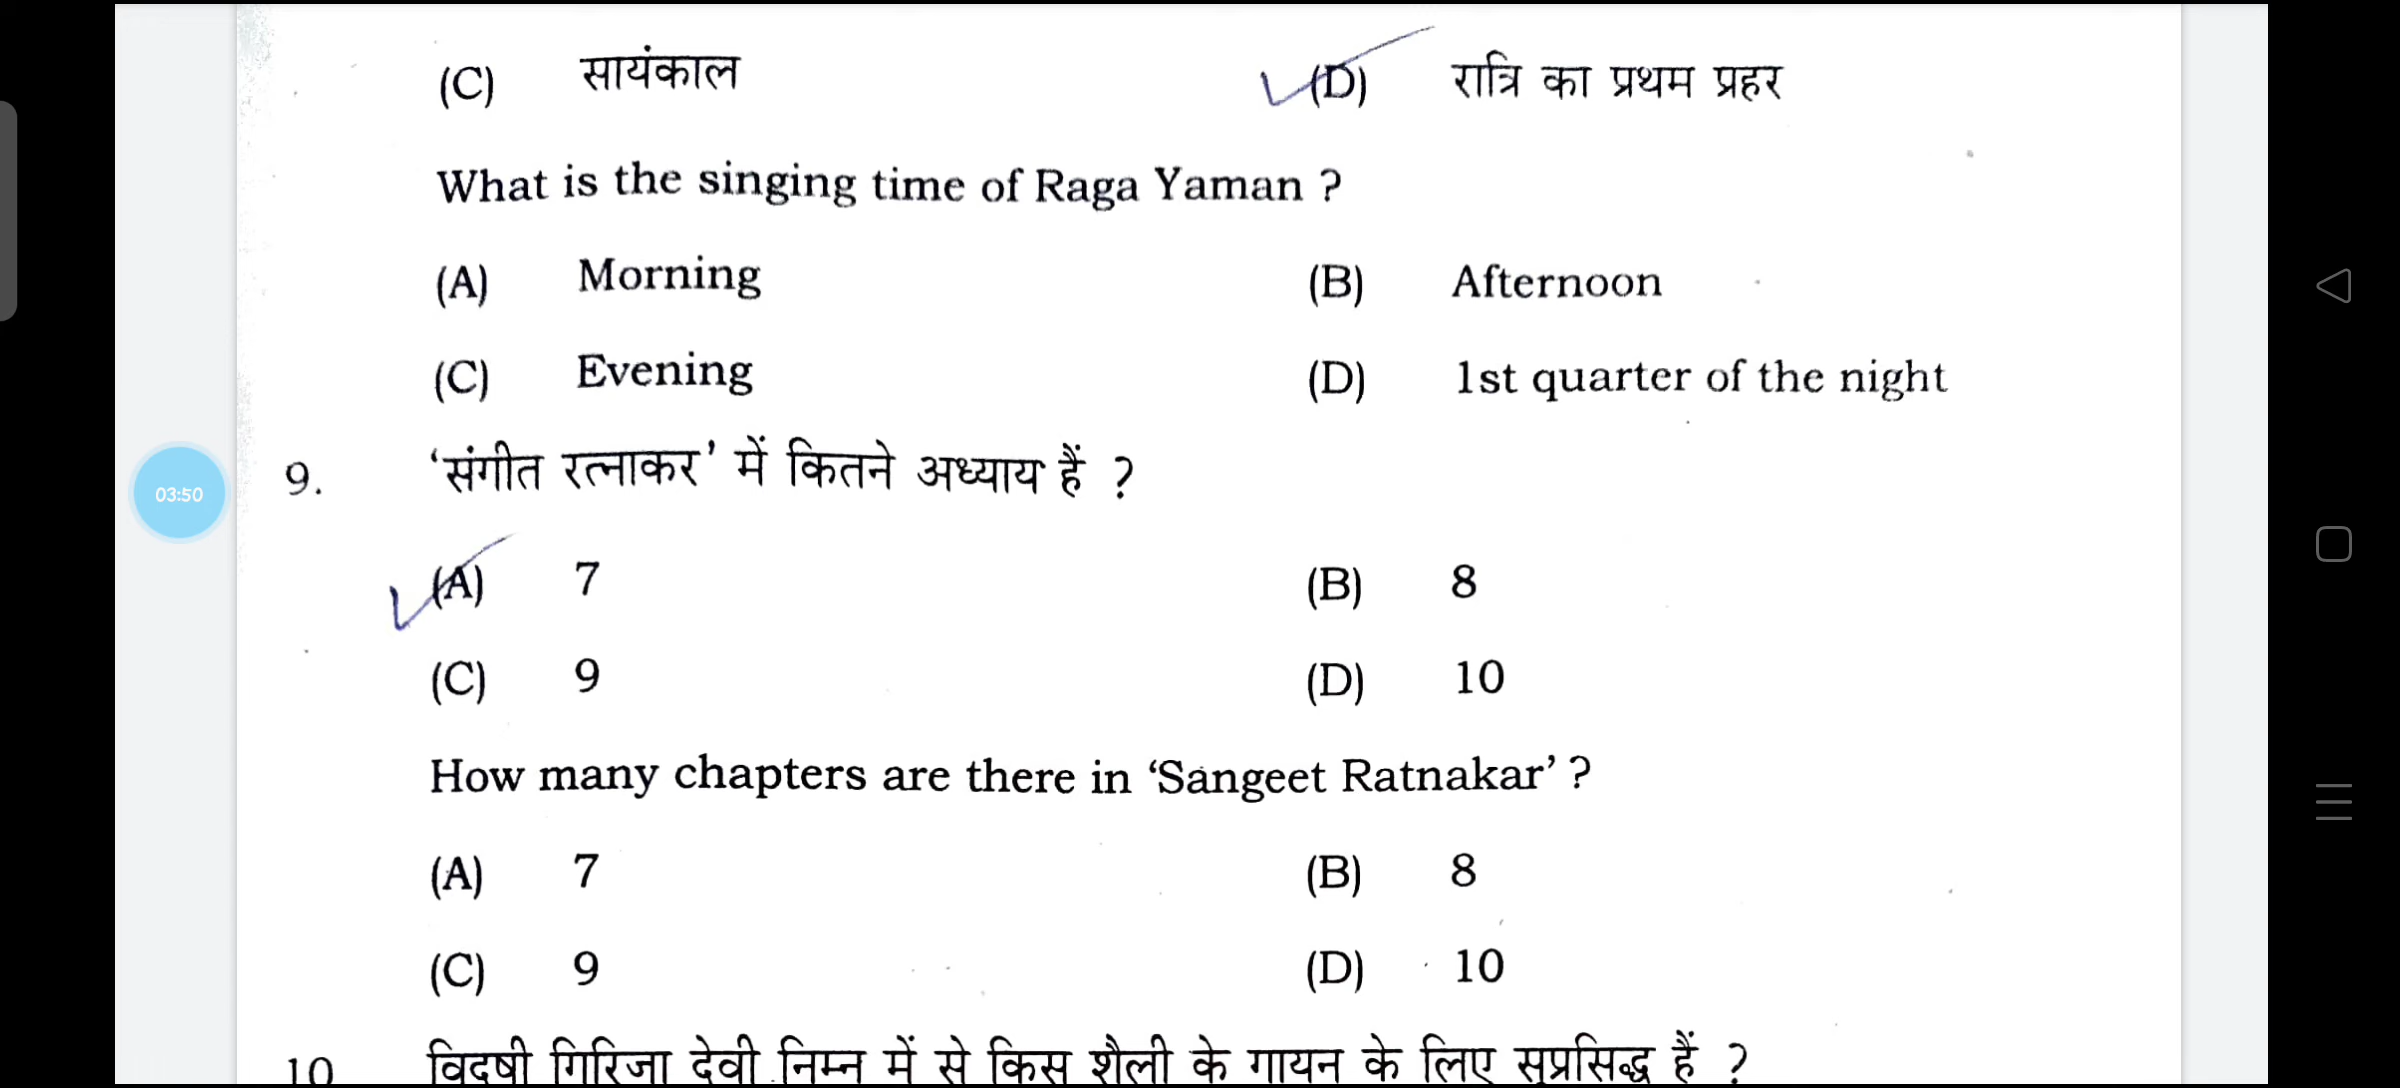 (C) सायंकाल (D) रात्रि का प्रथम प्रहर
What is the singing time of Raga Yaman ?
(A) Morning (B) Afternoon
(C) Evening (D) 1st quarter of the night
9. ‘संगीत रत्नाकर’ में कितने अध्याय हैं ?
(A) 7 (B) 8
(C) 9 (D) 10
How many chapters are there in ‘Sangeet Ratnakar’ ?
(A) 7 (B) 8
(C) 9 (D) 10
10 विदुषी गिरिजा देवी निम्न में से किस शैली के गायन के लिए सुप्रसिद्ध हैं ?
03:50